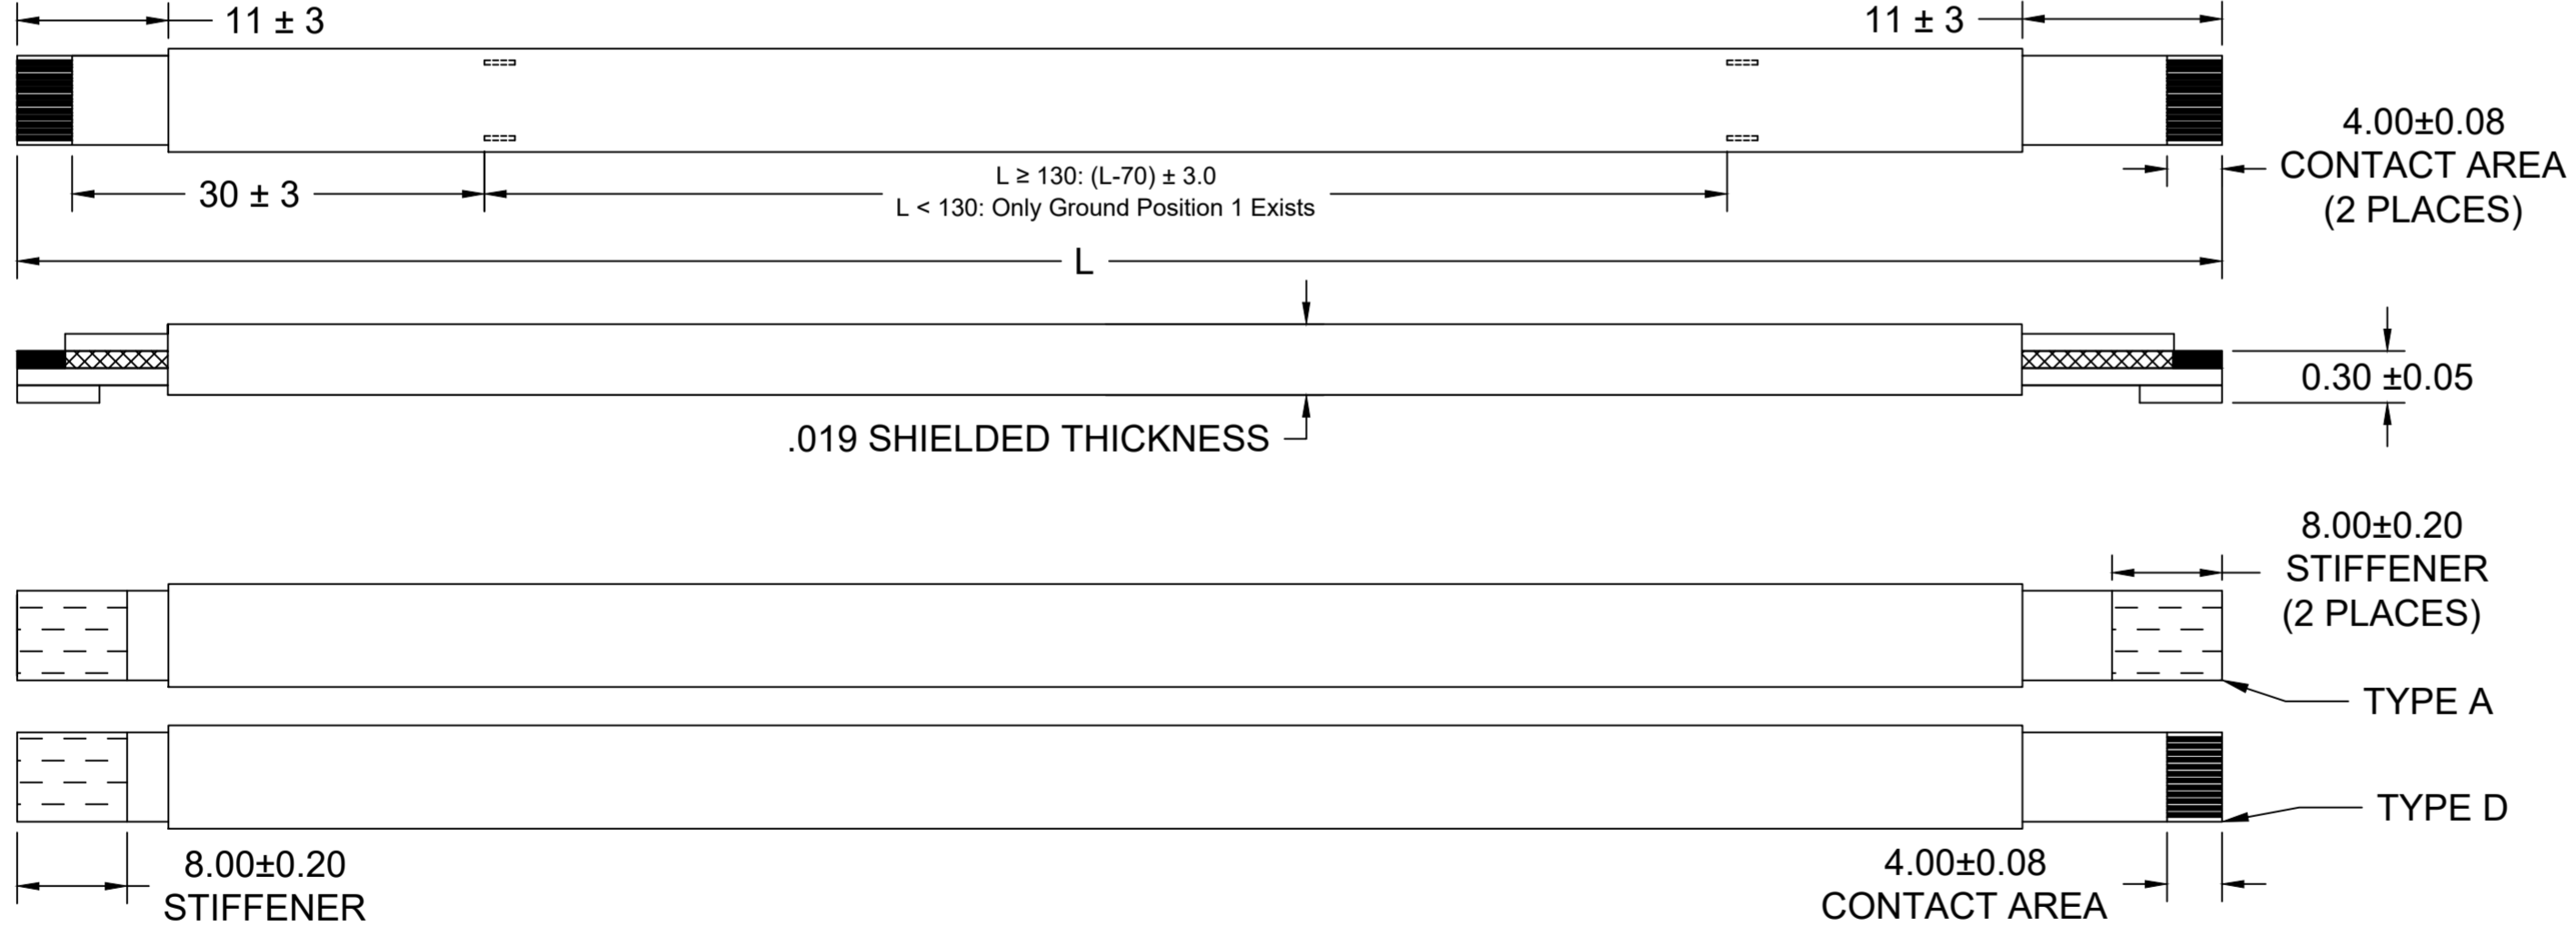 11 ± 3
11 ± 3
4.00±0.08
CONTACT AREA
(2 PLACES)
30 ± 3
L ≥ 130: (L-70) ± 3.0
L < 130: Only Ground Position 1 Exists
L
0.30 ±0.05
.019 SHIELDED THICKNESS
8.00±0.20
STIFFENER
(2 PLACES)
TYPE A
TYPE D
8.00±0.20
STIFFENER
4.00±0.08
CONTACT AREA